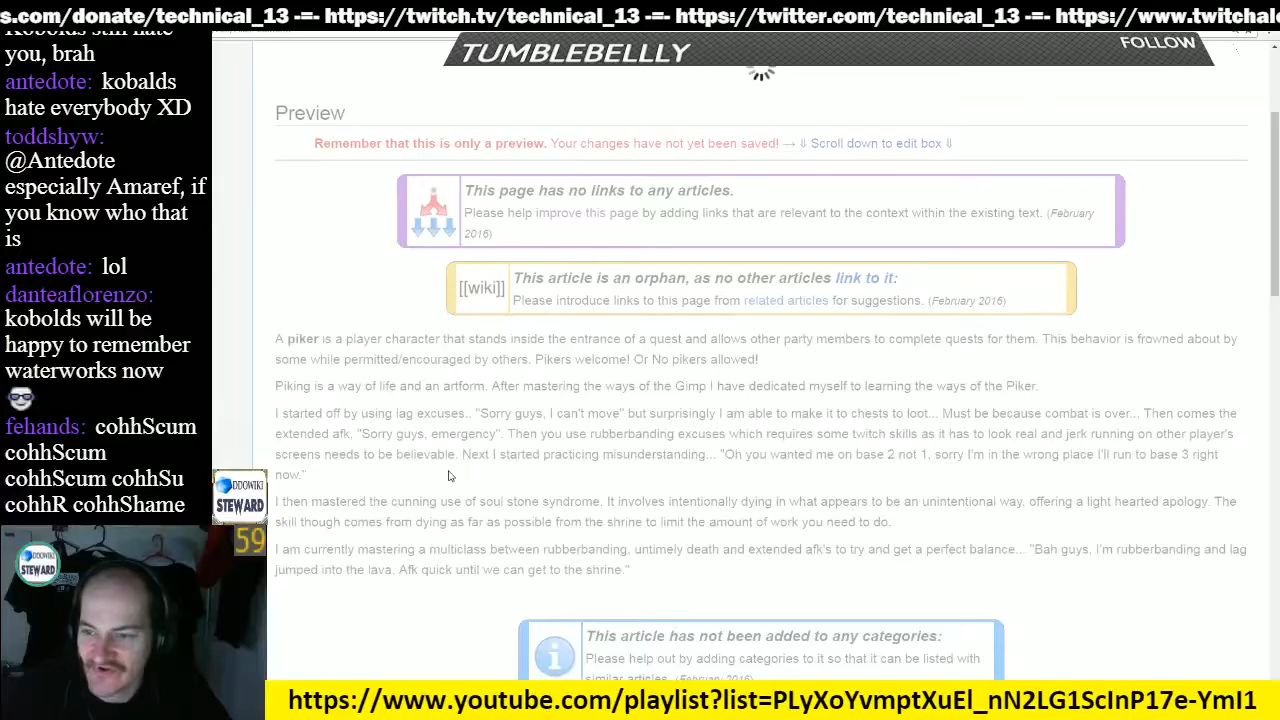 s.com/donate/technical_13 -=- https://twitch.tv/technical_13 -=- https://twitter.com/technical_13 -=- https://www.twitchale
you, brah
antedote: kobalds
hate everybody XD
toddshyw:
@Antedote
especially Amaref, if
you know who that
is
antedote: lol
danteaflorenzo:
kobolds will be
happy to remember
waterworks now
fehands: cohhScum
cohhScum
cohhScum cohhSu
cohhR cohhShame
TUMBLEBELLLY
FOLLOW
Preview
Remember that this is only a preview. Your changes have not yet been saved! → ⇓ Scroll down to edit box ⇓
This page has no links to any articles.
Please help improve this page by adding links that are relevant to the context within the existing text. (February
2016)
[[wiki]]
This article is an orphan, as no other articles link to it:
Please introduce links to this page from related articles for suggestions. (February 2016)
A piker is a player character that stands inside the entrance of a quest and allows other party members to complete quests for them. This behavior is frowned about by
some while permitted/encouraged by others. Pikers welcome! Or No pikers allowed!
Piking is a way of life and an artform. After mastering the ways of the Gimp I have dedicated myself to learning the ways of the Piker.
I started off by using lag excuses.. "Sorry guys, I can't move" but surprisingly I am able to make it to chests to loot... Must be because combat is over... Then comes the
extended afk, "Sorry guys, emergency". Then you use rubberbanding excuses which requires some twitch skills as it has to look real and jerk running on other player's
screens needs to be believable. Next I started practicing misunderstanding... "Oh you wanted me on base 2 not 1, sorry I'm in the wrong place I'll run to base 3 right
now."
I then mastered the cunning use of soul stone syndrome. It involves intentionally dying in what appears to be an unintentional way, offering a light hearted apology. The
skill though comes from dying as far as possible from the shrine to limit the amount of work you need to do.
I am currently mastering a multiclass between rubberbanding, untimely death and extended afk's to try and get a perfect balance... "Bah guys, I'm rubberbanding and lag
jumped into the lava. Afk quick until we can get to the shrine."
This article has not been added to any categories:
Please help out by adding categories to it so that it can be listed with
DDOWIKI
STEWARD
59
DDOWIKI
STEWARD
https://www.youtube.com/playlist?list=PLyXoYvmptXuEl_nN2LG1ScInP17e-YmI1